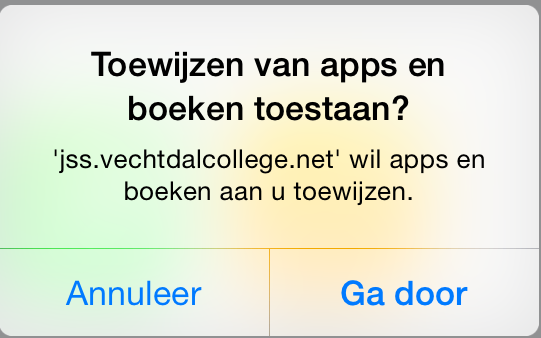 Toewijzen van apps en
boeken toestaan?
'jss.vechtdalcollege.net' wil apps en
boeken aan u toewijzen.
Annuleer
Ga door